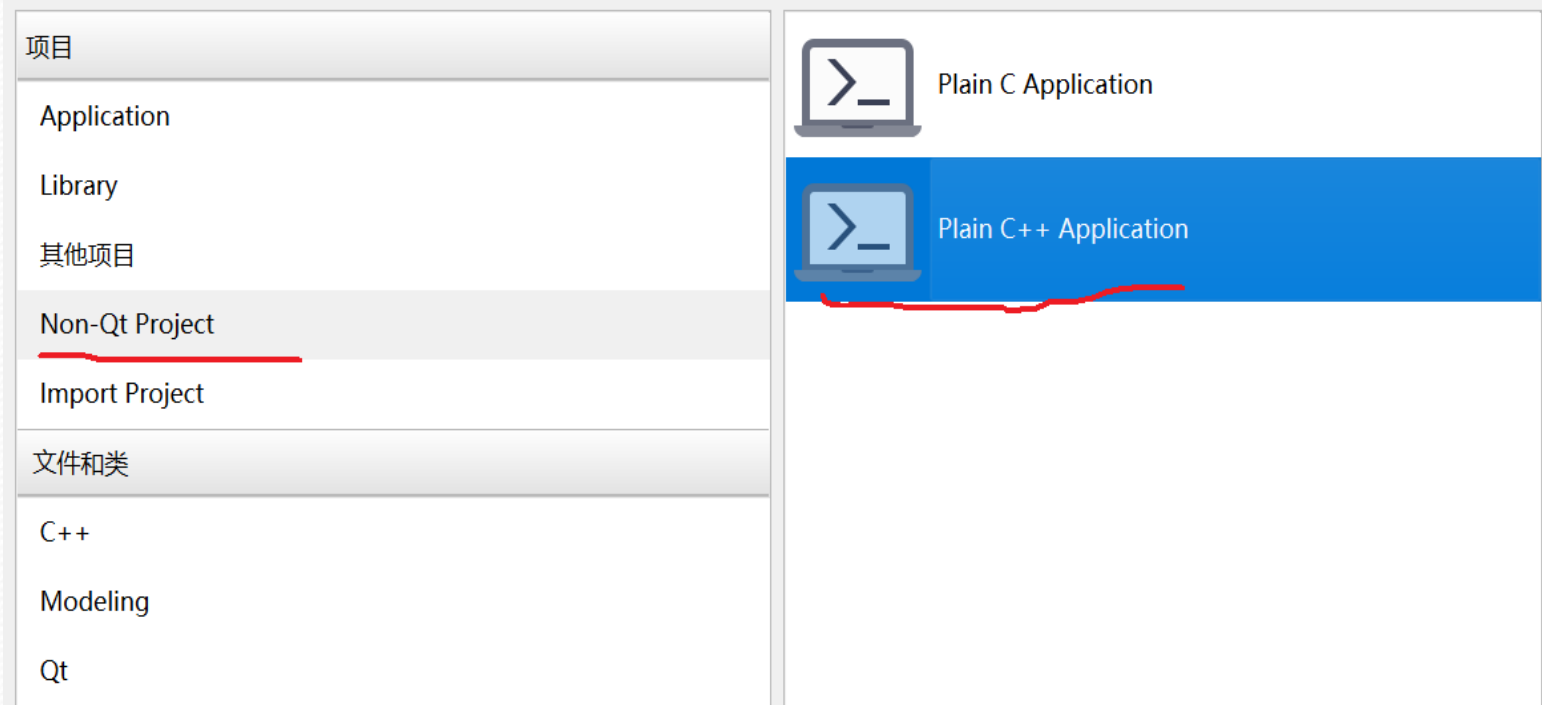 项目
Application
Library
其他项目
Non-Qt Project
Import Project
文件和类
C++
Modeling
Qt
Plain C Application
Plain C++ Application